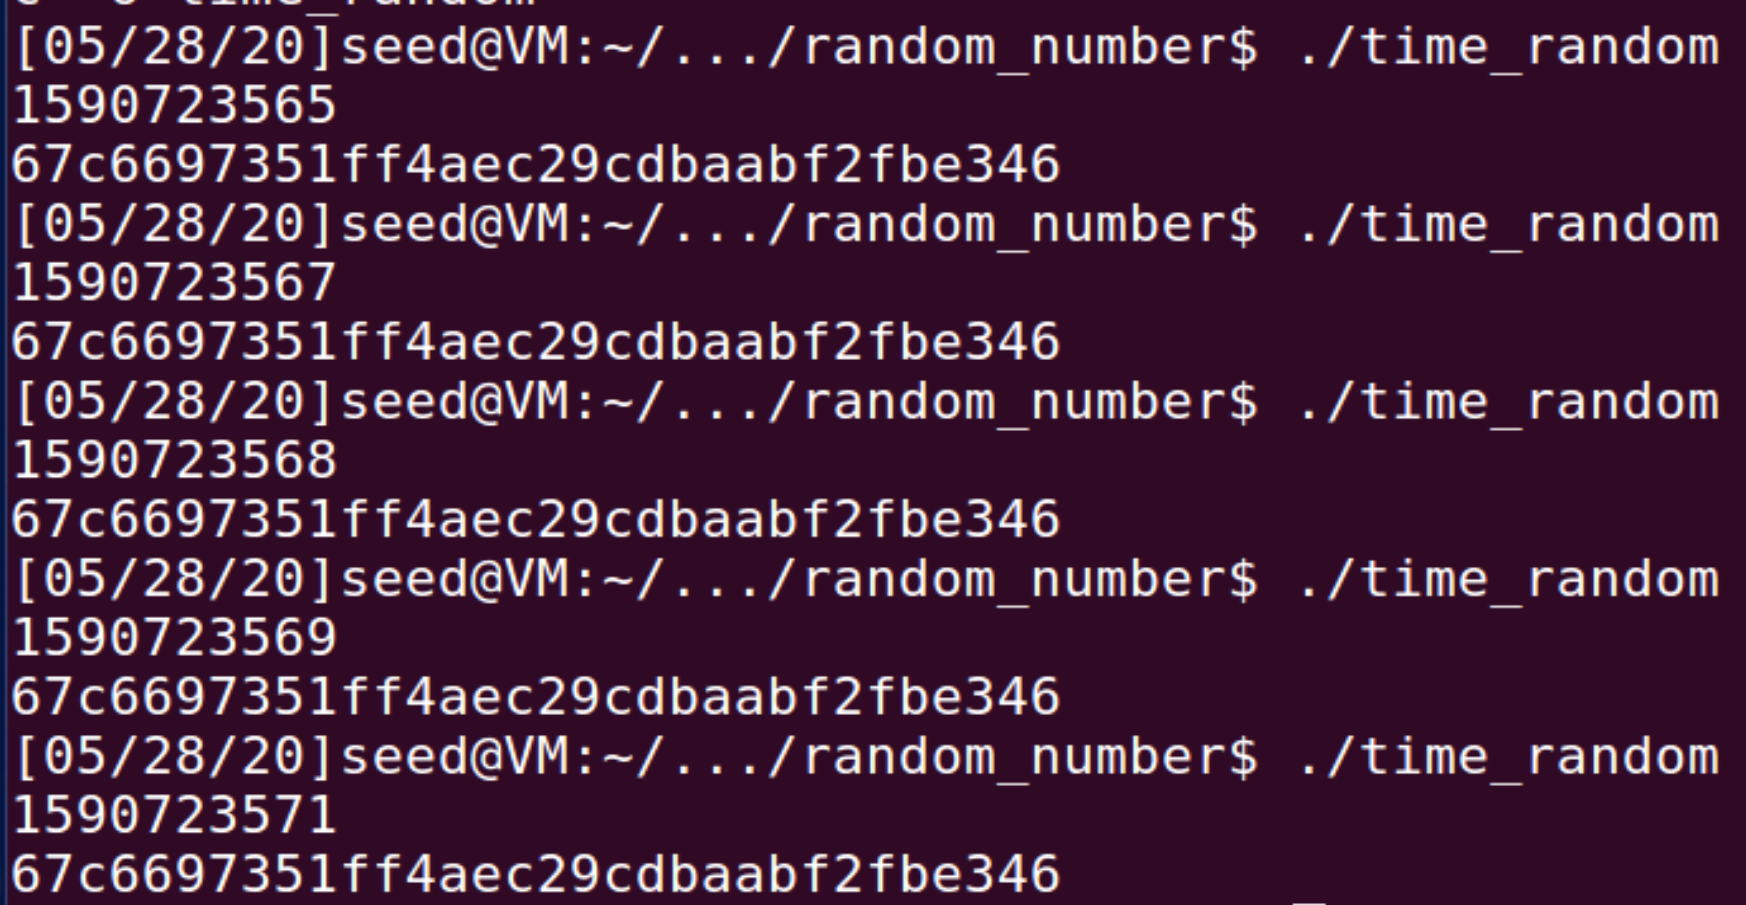 [05/28/20]seed@VM:~/.../random_number$ ./time_random
1590723565
67c6697351ff4aec29cdbaabf2fbe346
[05/28/20]seed@VM:~/.../random_number$ ./time_random
1590723567
67c6697351ff4aec29cdbaabf2fbe346
[05/28/20]seed@VM:~/.../random_number$ ./time_random
1590723568
67c6697351ff4aec29cdbaabf2fbe346
[05/28/20]seed@VM:~/.../random_number$ ./time_random
1590723569
67c6697351ff4aec29cdbaabf2fbe346
[05/28/20]seed@VM:~/.../random_number$ ./time_random
1590723571
67c6697351ff4aec29cdbaabf2fbe346